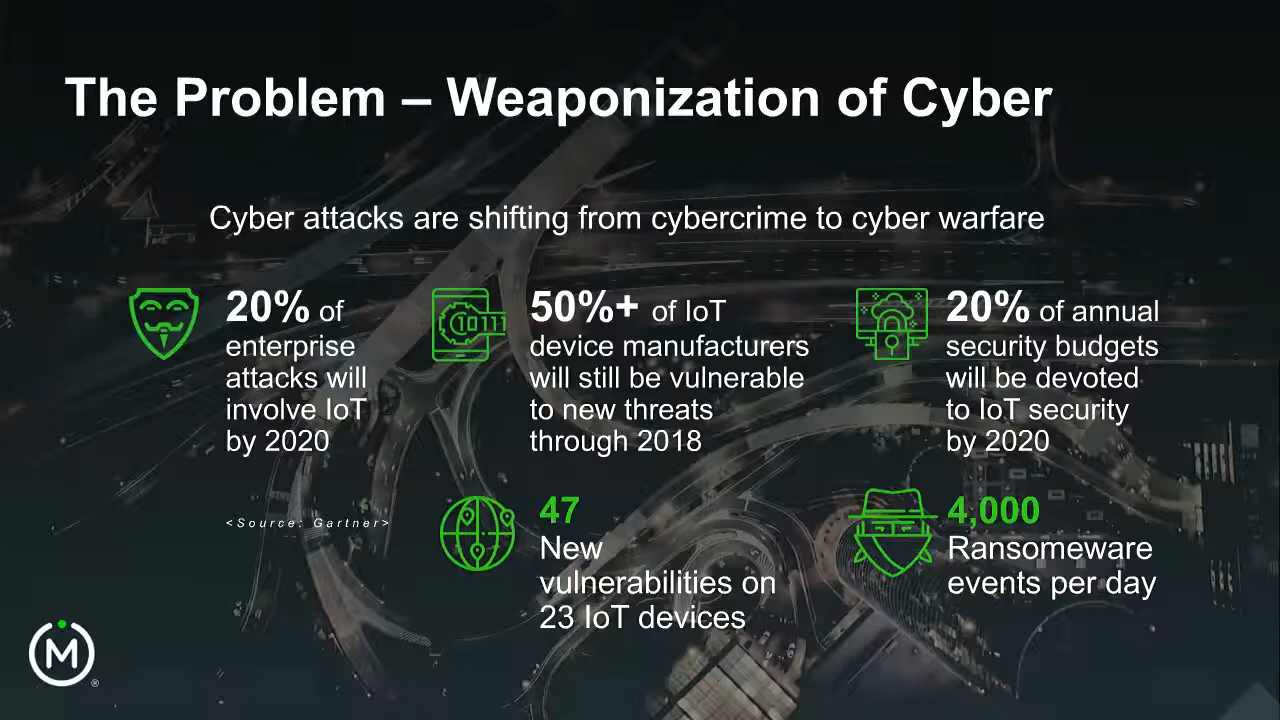 The Problem – Weaponization of Cyber
Cyber attacks are shifting from cybercrime to cyber warfare
20% of
enterprise
attacks will
involve IoT
by 2020
10111
50%+ of IoT
device manufacturers
will still be vulnerable
to new threats
through 2018
20% of annual
security budgets
will be devoted
to IoT security
by 2020
<Source: Gartner>
47
New
vulnerabilities on
23 IoT devices
4,000
Ransomeware
events per day
M
®